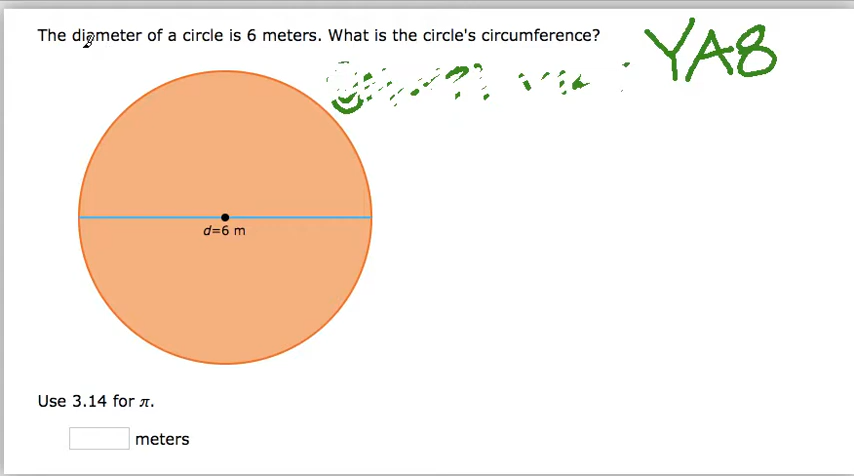 The diameter of a circle is 6 meters. What is the circle's circumference?
YA8
d=6 m
Use 3.14 for π.
meters